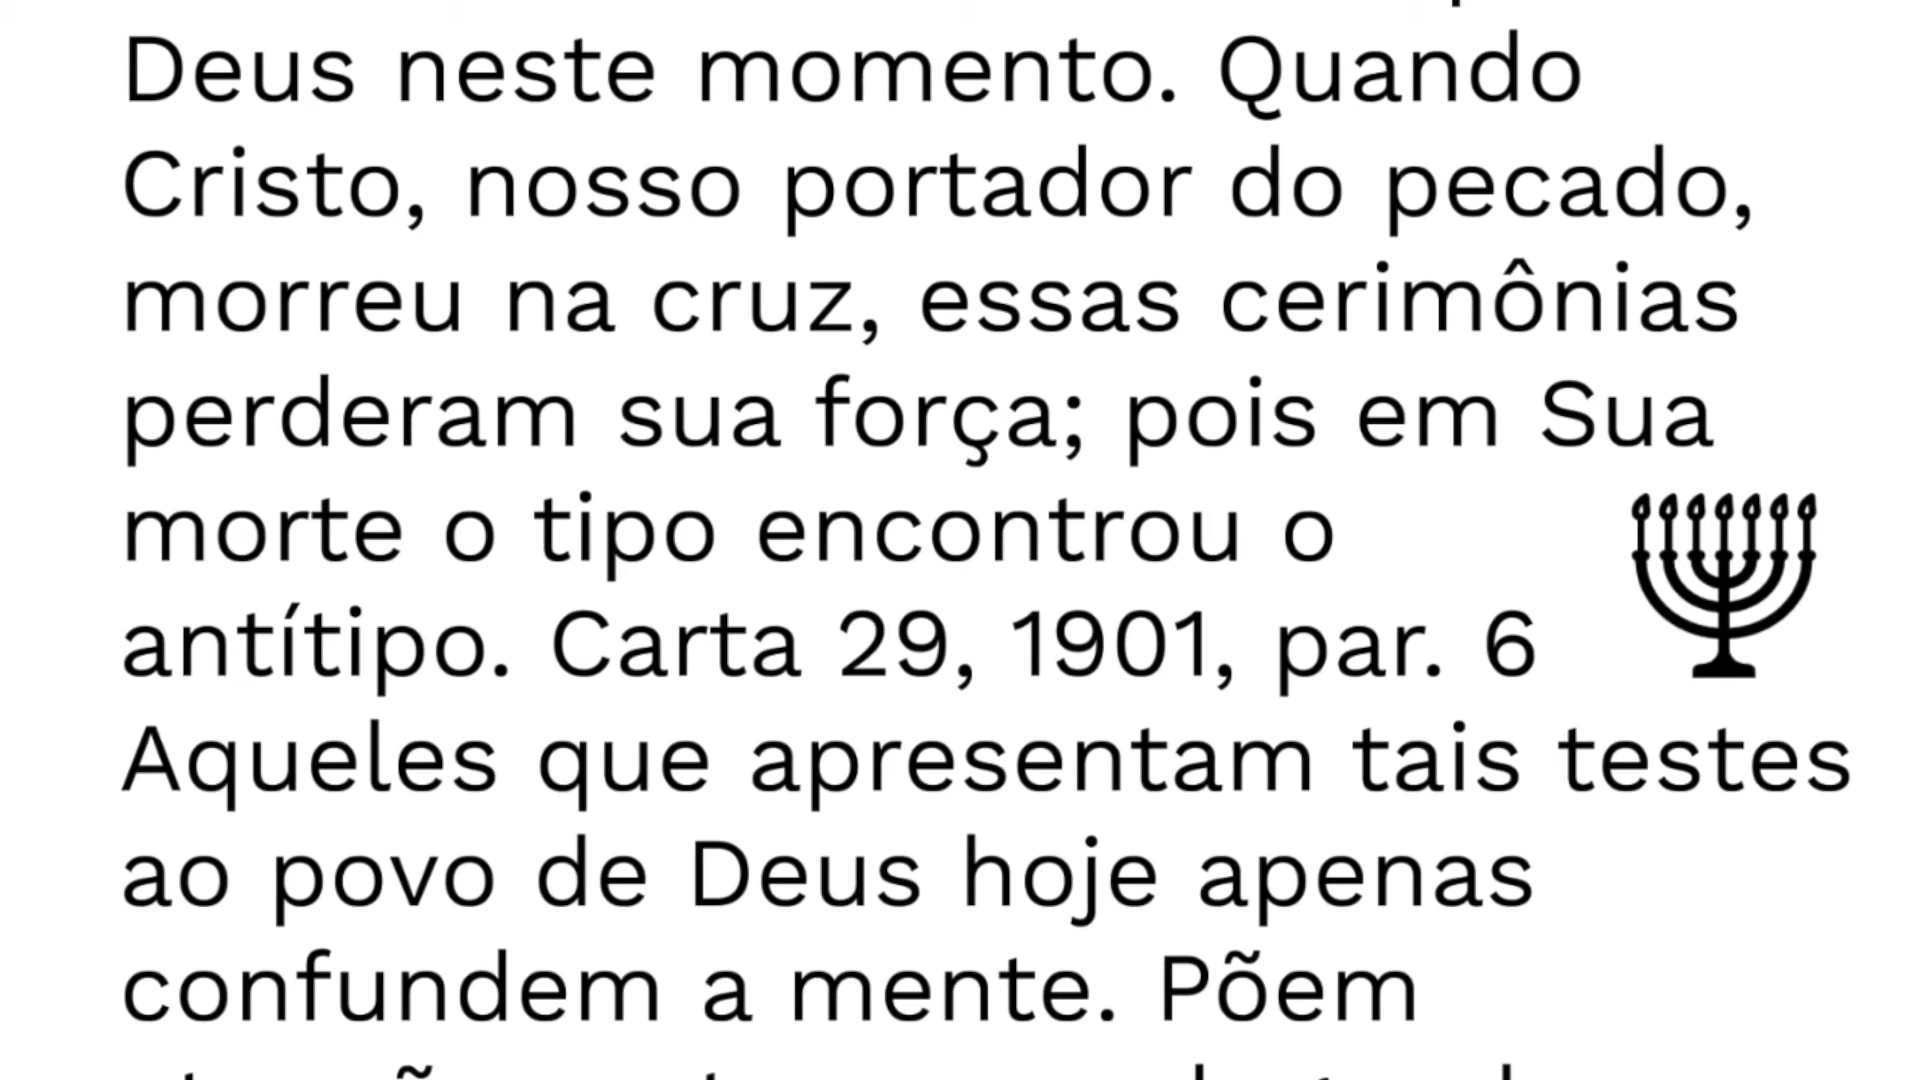 Deus neste momento. Quando
Cristo, nosso portador do pecado,
morreu na cruz, essas cerimônias
perderam sua força; pois em Sua
morte o tipo encontrou o
antítipo. Carta 29, 1901, par. 6
Aqueles que apresentam tais testes
ao povo de Deus hoje apenas
confundem a mente. Põem